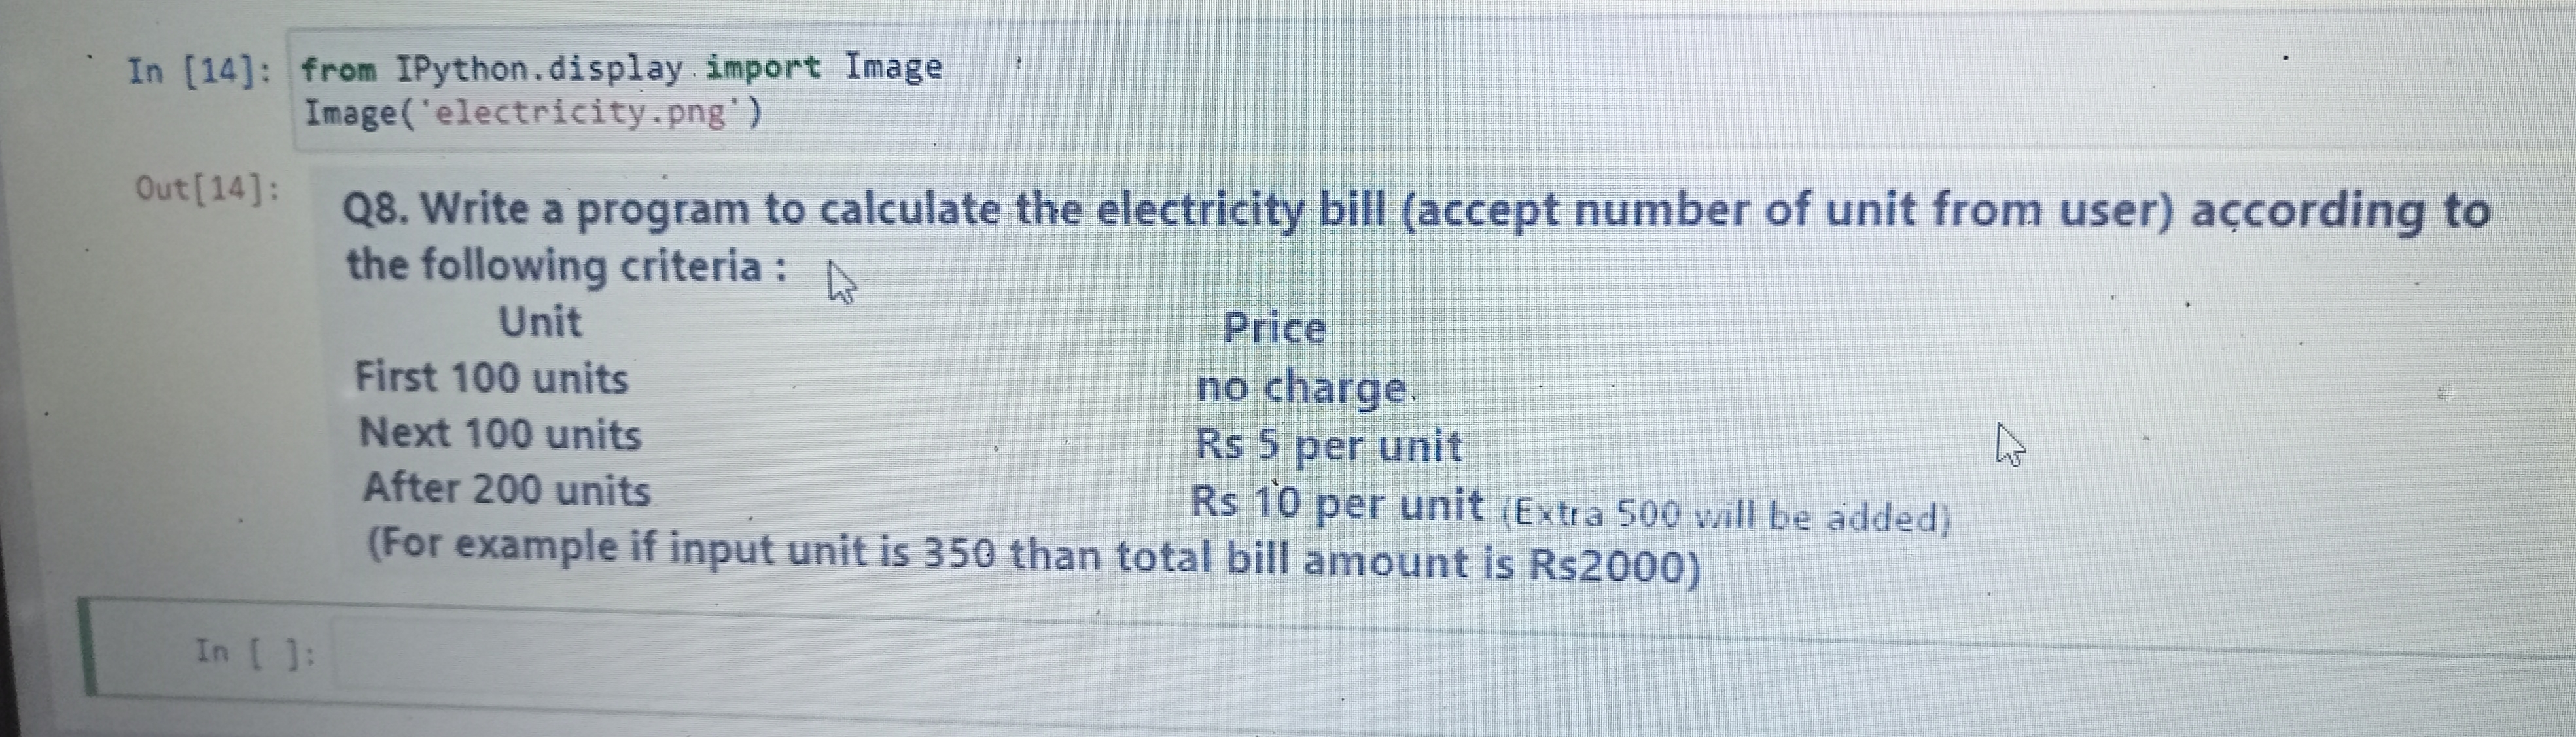 In [14]: from IPython.display import Image
Image('electricity.png')
Out[14]:
Q8. Write a program to calculate the electricity bill (accept number of unit from user) according to
the following criteria :
Unit Price
First 100 units no charge.
Next 100 units Rs 5 per unit
After 200 units Rs 10 per unit (Extra 500 will be added)
(For example if input unit is 350 than total bill amount is Rs2000)
In [ ]: